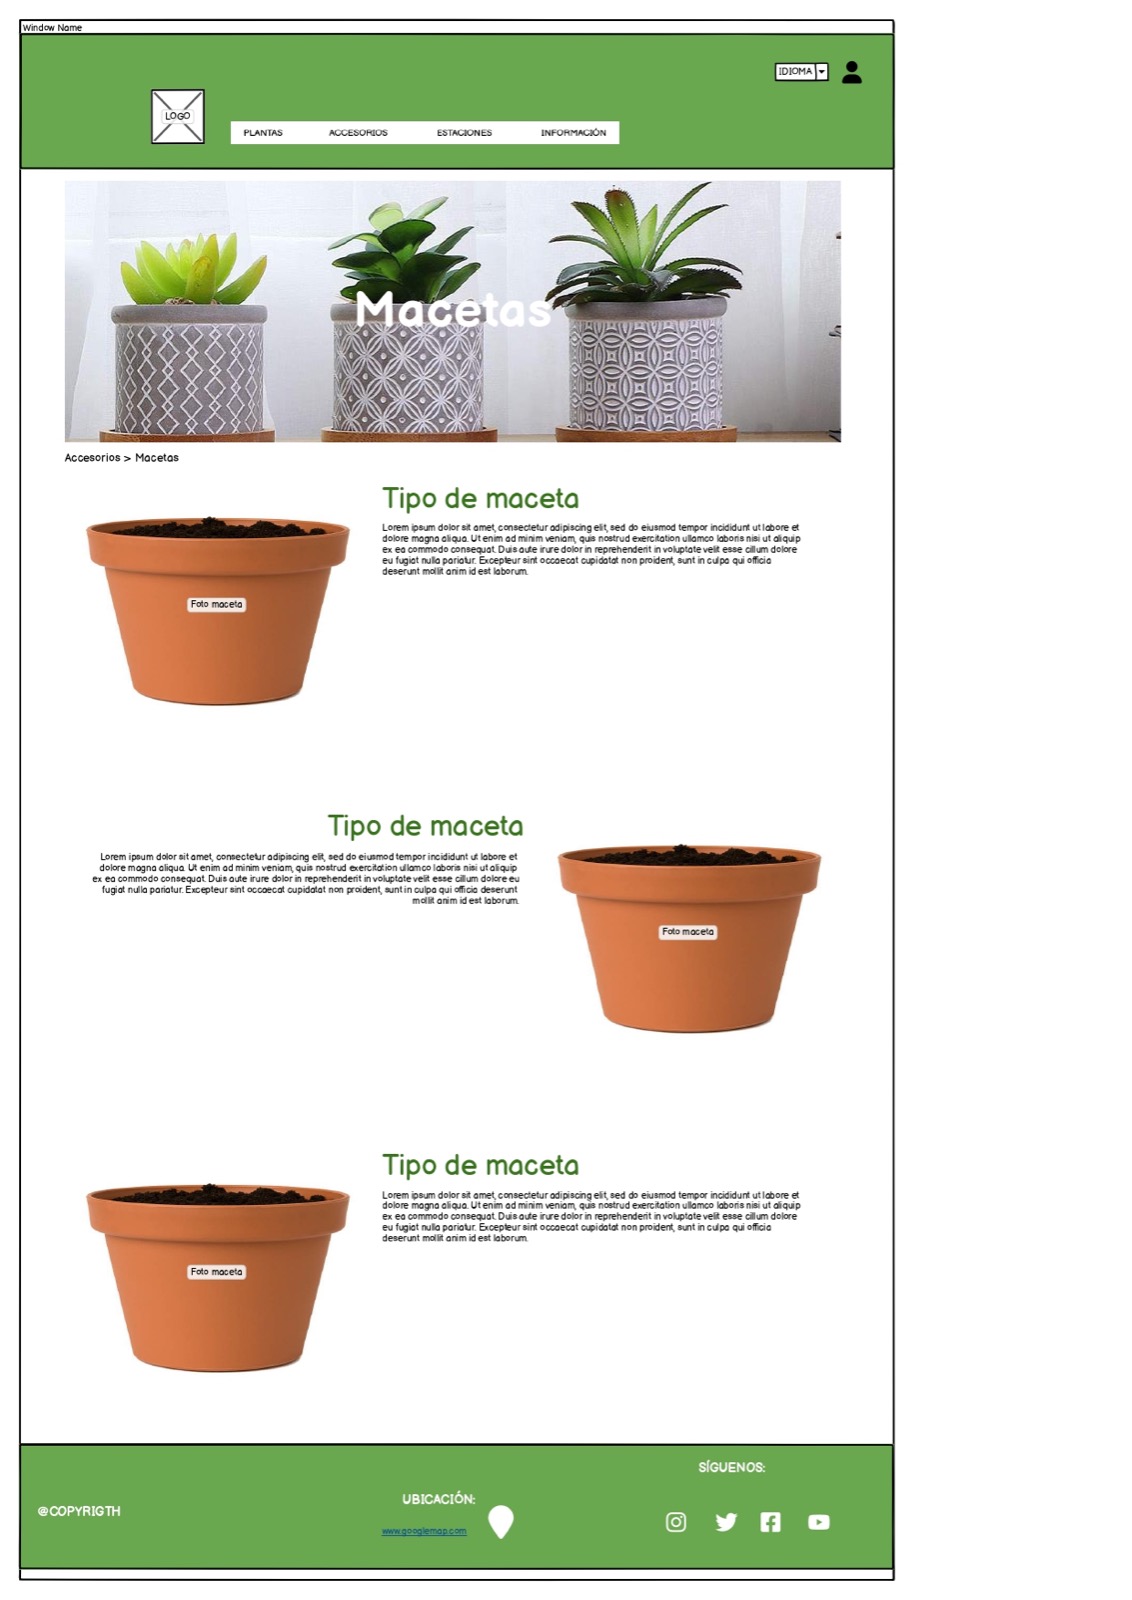 Window Name
IDIOMA
LOGO
PLANTAS ACCESORIOS ESTACIONES INFORMACIÓN
Macetas
Accesorios > Macetas
Tipo de maceta
Lorem ipsum dolor sit amet, consectetur adipiscing elit, sed do eiusmod tempor incididunt ut labore et
dolore magna aliqua. Ut enim ad minim veniam, quis nostrud exercitation ullamco laboris nisi ut aliquip
ex ea commodo consequat. Duis aute irure dolor in reprehenderit in voluptate velit esse cillum dolore
eu fugiat nulla pariatur. Excepteur sint occaecat cupidatat non proident, sunt in culpa qui officia
deserunt mollit anim id est laborum.
Foto maceta
Tipo de maceta
Lorem ipsum dolor sit amet, consectetur adipiscing elit, sed do eiusmod tempor incididunt ut labore et
dolore magna aliqua. Ut enim ad minim veniam, quis nostrud exercitation ullamco laboris nisi ut aliquip
ex ea commodo consequat. Duis aute irure dolor in reprehenderit in voluptate velit esse cillum dolore eu
fugiat nulla pariatur. Excepteur sint occaecat cupidatat non proident, sunt in culpa qui officia deserunt
mollit anim id est laborum.
Foto maceta
Tipo de maceta
Lorem ipsum dolor sit amet, consectetur adipiscing elit, sed do eiusmod tempor incididunt ut labore et
dolore magna aliqua. Ut enim ad minim veniam, quis nostrud exercitation ullamco laboris nisi ut aliquip
ex ea commodo consequat. Duis aute irure dolor in reprehenderit in voluptate velit esse cillum dolore
eu fugiat nulla pariatur. Excepteur sint occaecat cupidatat non proident, sunt in culpa qui officia
deserunt mollit anim id est laborum.
Foto maceta
@COPYRIGTH
UBICACIÓN:
www.googlemap.com
SÍGUENOS: